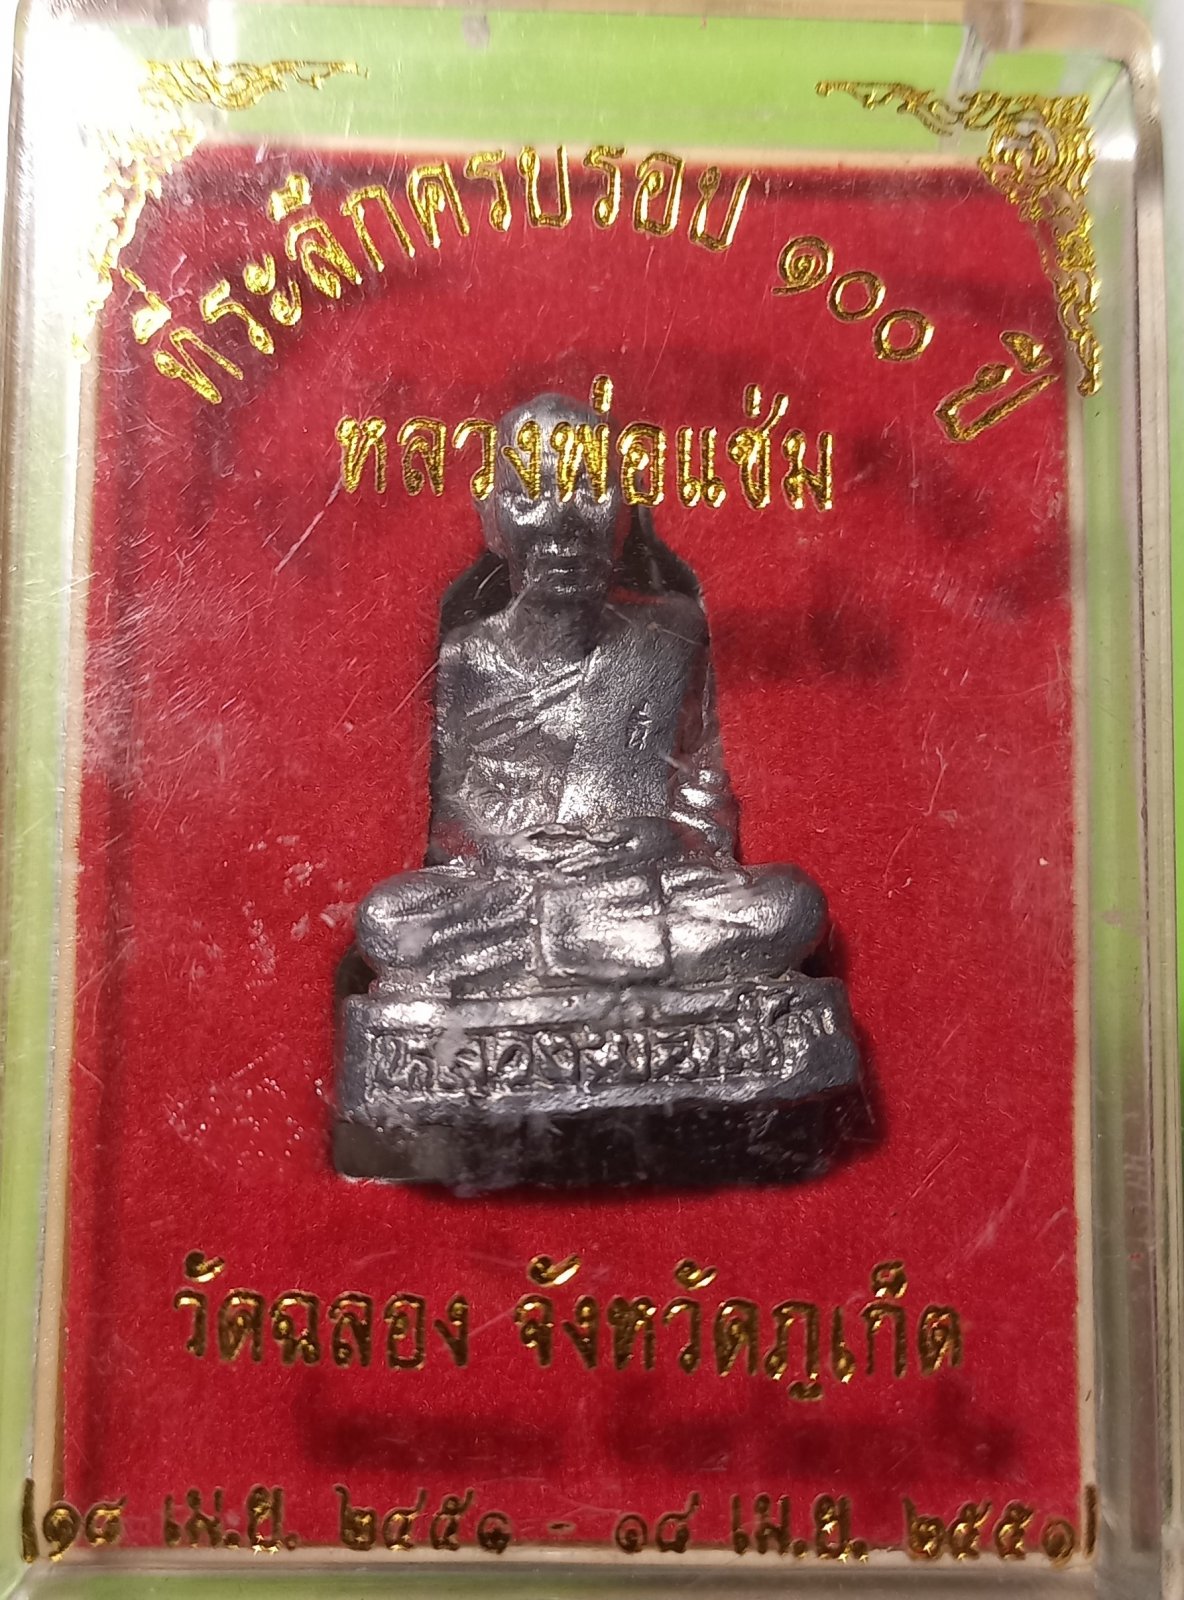 ที่ระลึกครบรอบ ๑๐๐ ปี
หลวงพ่อแช่ม
หลวงพ่อแช่ม
วัดฉลอง จังหวัดภูเก็ต
๑๘ เม.ย. ๒๔๕๑ - ๑๘ เม.ย. ๒๕๕๑